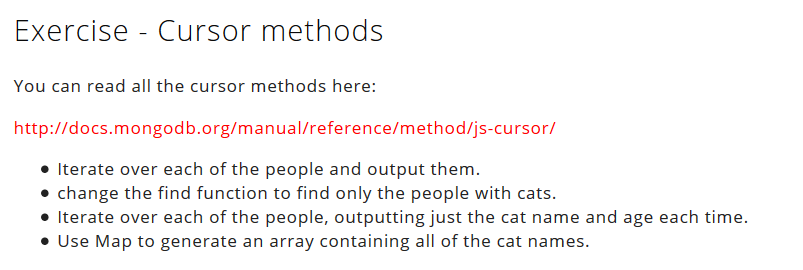 Exercise - Cursor methods
You can read all the cursor methods here:
http://docs.mongodb.org/manual/reference/method/js-cursor/
• Iterate over each of the people and output them.
• change the find function to find only the people with cats.
• Iterate over each of the people, outputting just the cat name and age each time.
• Use Map to generate an array containing all of the cat names.